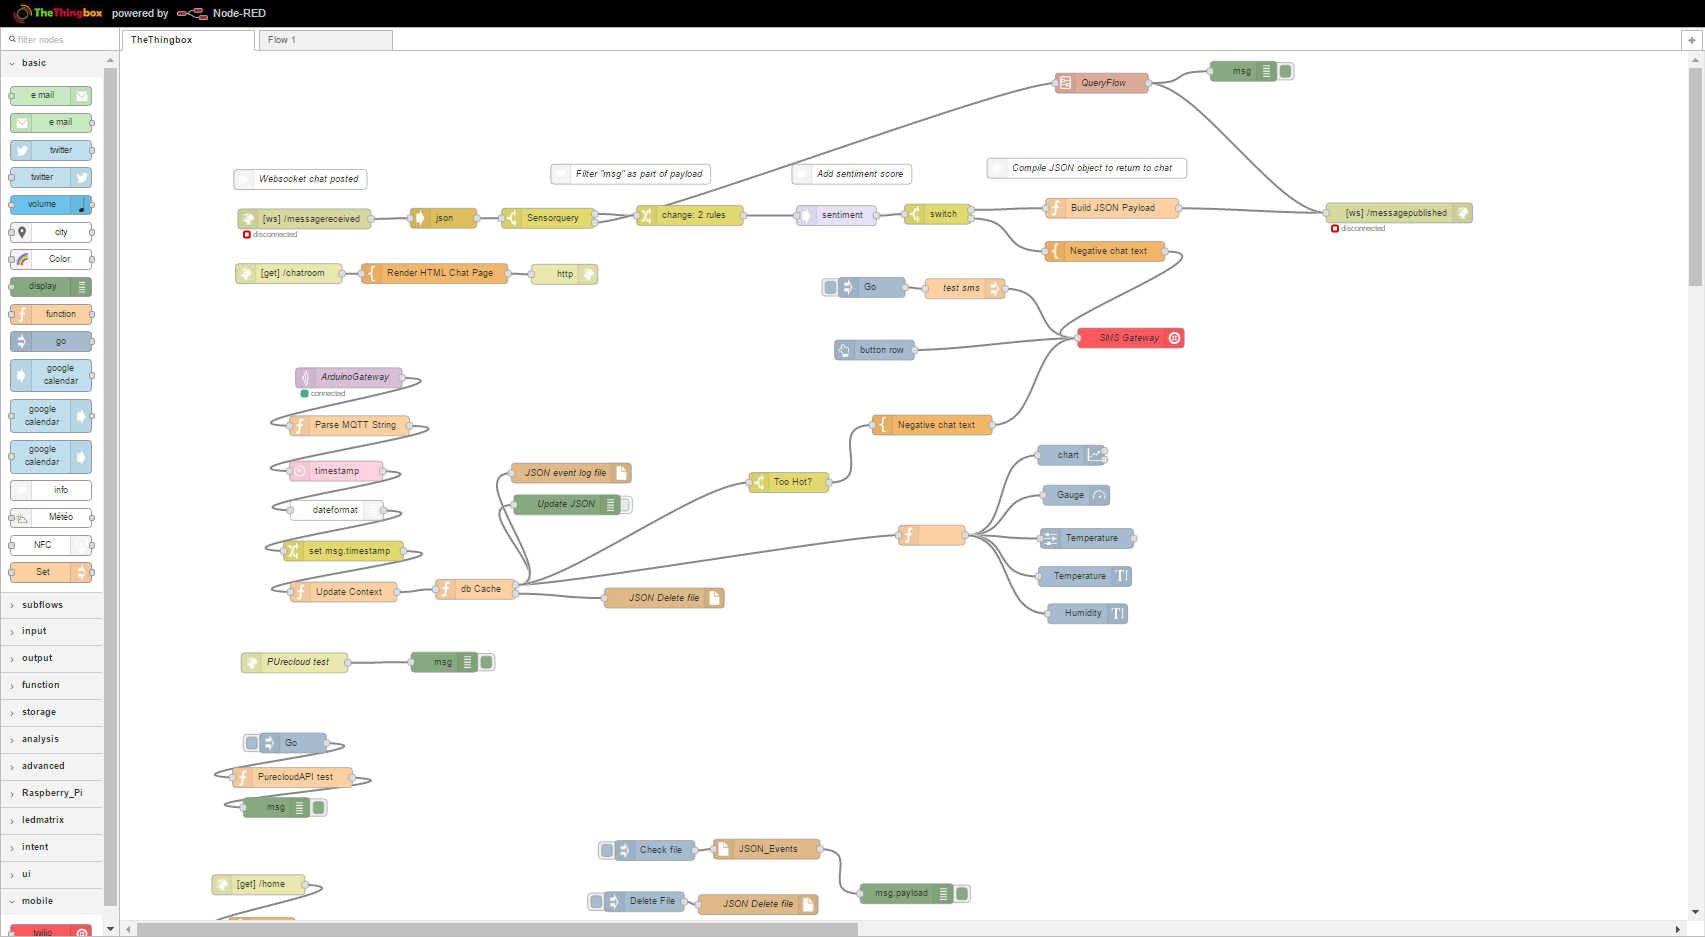 TheThingbox powered by Node-RED
filter nodes
TheThingbox
Flow 1
+
basic
e mail
e mail
twitter
twitter
volume
city
Color
display
function
go
google
calendar
google
calendar
google
calendar
info
Météo
NFC
Set
subflows
input
output
function
storage
analysis
advanced
Raspberry_Pi
ledmatrix
intent
ui
mobile
twilio
QueryFlow
msg
Websocket chat posted
Filter "msg" as part of payload
Add sentiment score
Compile JSON object to return to chat
[ws] /messagereceived
disconnected
json
Sensorquery
change: 2 rules
sentiment
switch
Build JSON Payload
[ws] /messagepublished
disconnected
Negative chat text
[get] /chatroom
Render HTML Chat Page
http
Go
test sms
button row
SMS Gateway
ArduinoGateway
connected
Parse MQTT String
timestamp
dateformat
set msg.timestamp
Update Context
db Cache
JSON event log file
Update JSON
JSON Delete file
Too Hot?
Negative chat text
chart
Gauge
Temperature
Temperature
Humidity
PUrecloud test
msg
Go
PurecloudAPI test
msg
Check file
JSON_Events
msg.payload
Delete File
JSON Delete file
[get] /home